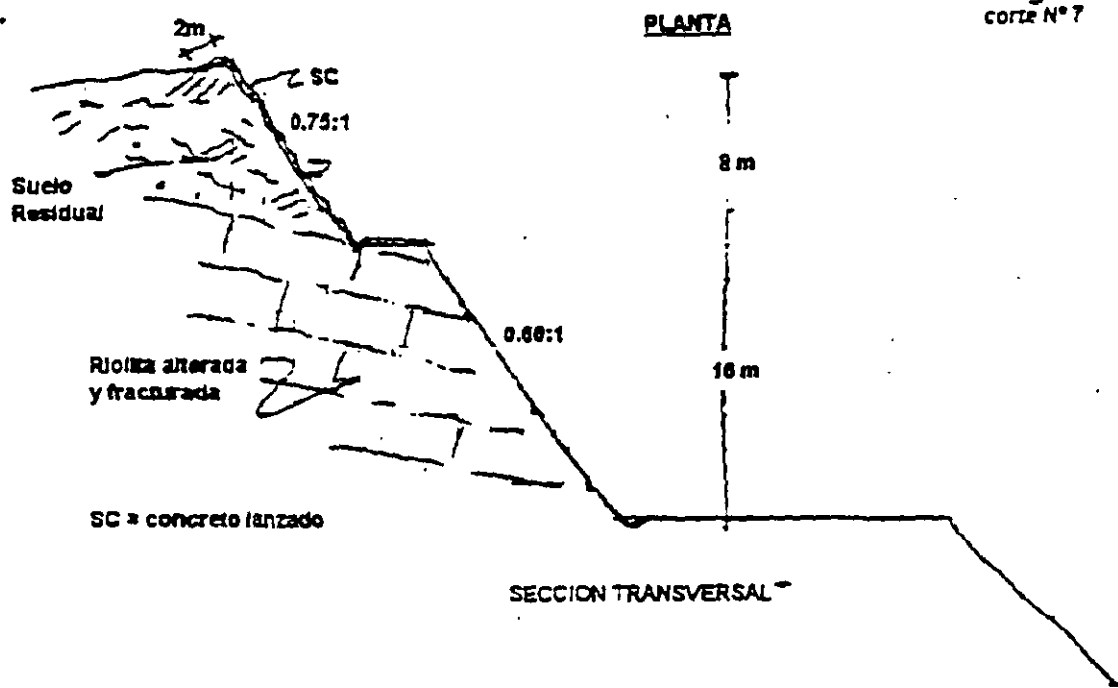 PLANTA
corte N° 7
2m
SC
0.75:1
8 m
Suelo
Residual
0.60:1
Riolita alterada
y fracturada
16 m
SC = concreto lanzado
SECCION TRANSVERSAL